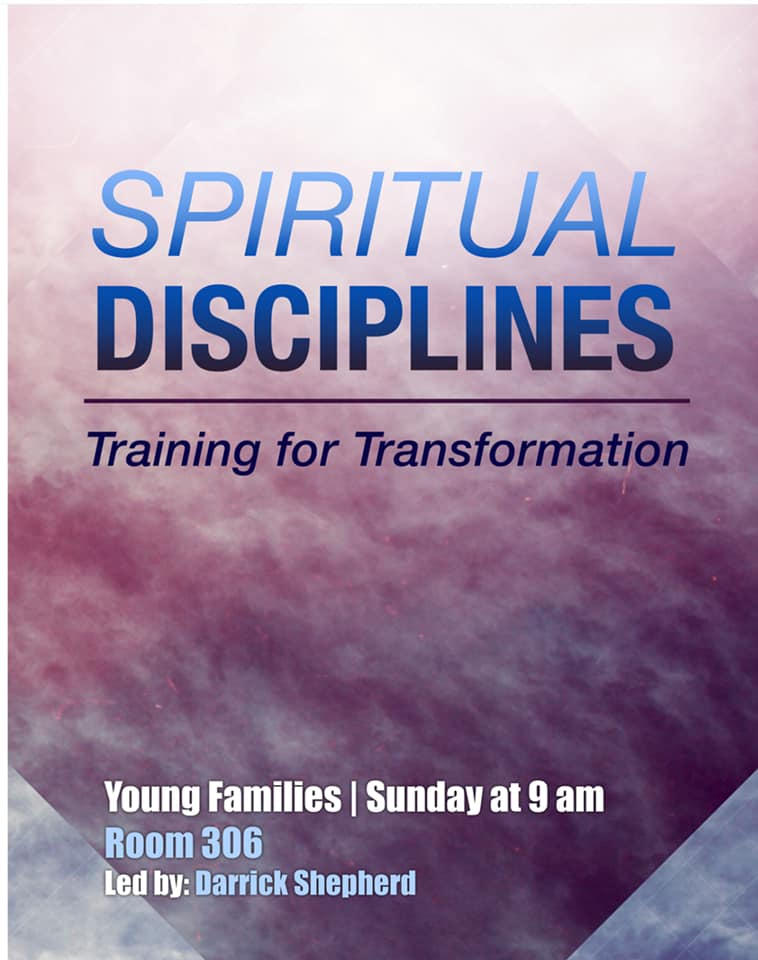 SPIRITUAL
DISCIPLINES
Training for Transformation
Young Families | Sunday at 9 am
Room 306
Led by: Darrick Shepherd